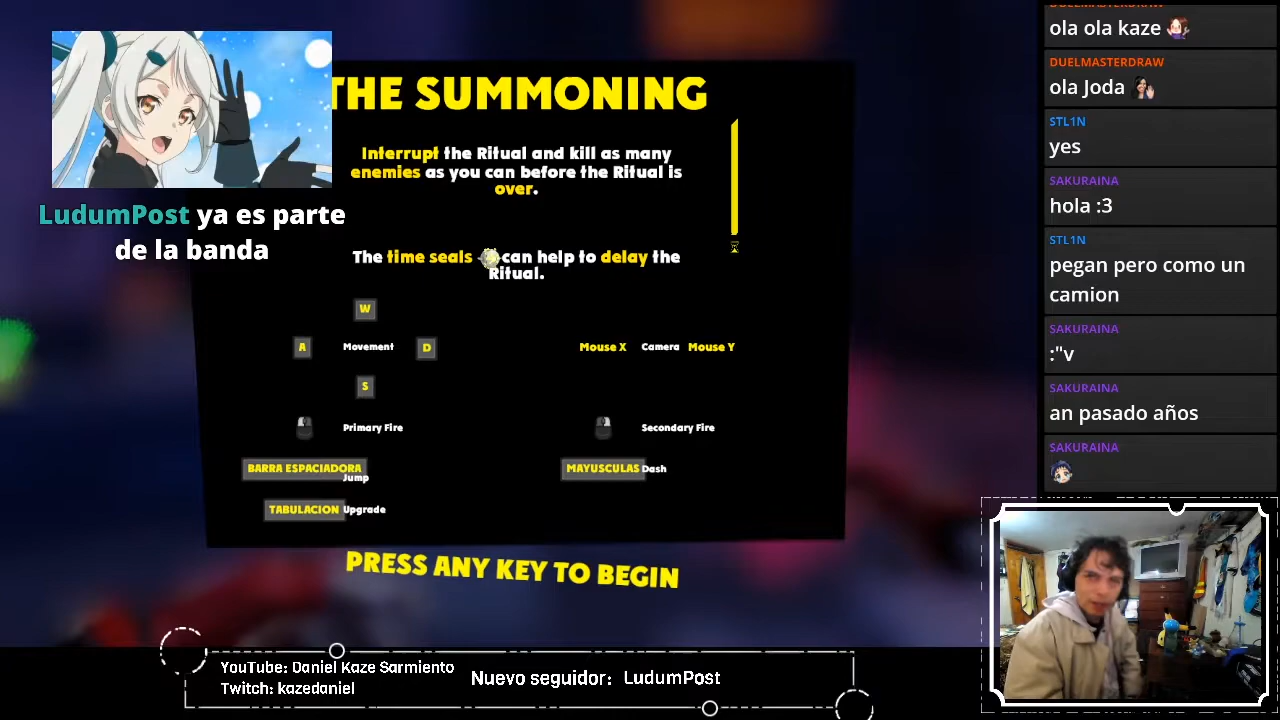 THE SUMMONING
Interrupt the Ritual and kill as many
enemies as you can before the Ritual is
over.
The time seals can help to delay the
Ritual.
W
A Movement D
S
Mouse X Camera Mouse Y
Primary Fire
Secondary Fire
BARRA ESPACIADORA
Jump
MAYUSCULAS Dash
TABULACION Upgrade
PRESS ANY KEY TO BEGIN
LudumPost ya es parte
de la banda
DUELMASTERDRAW
ola ola kaze
DUELMASTERDRAW
ola Joda
STL1N
yes
SAKURAINA
hola :3
STL1N
pegan pero como un
camion
SAKURAINA
:"v
SAKURAINA
an pasado años
SAKURAINA
YouTube: Daniel Kaze Sarmiento
Twitch: kazedaniel
Nuevo seguidor: LudumPost